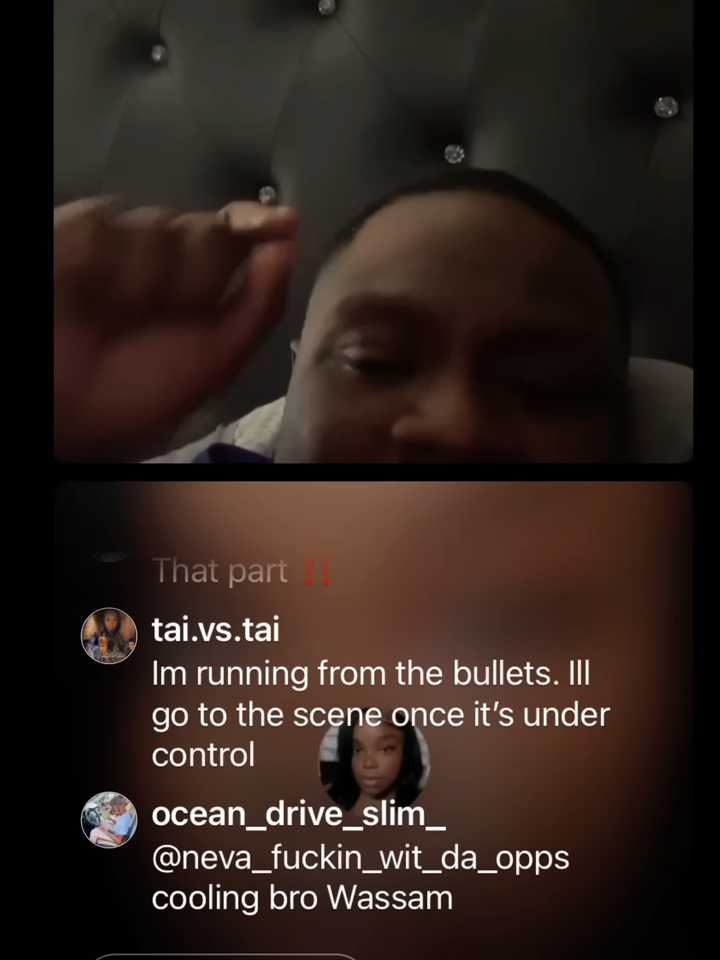 That part ‼️
tai.vs.tai
Im running from the bullets. Ill
go to the scene once it's under
control
ocean_drive_slim_
@neva_fuckin_wit_da_opps
cooling bro Wassam